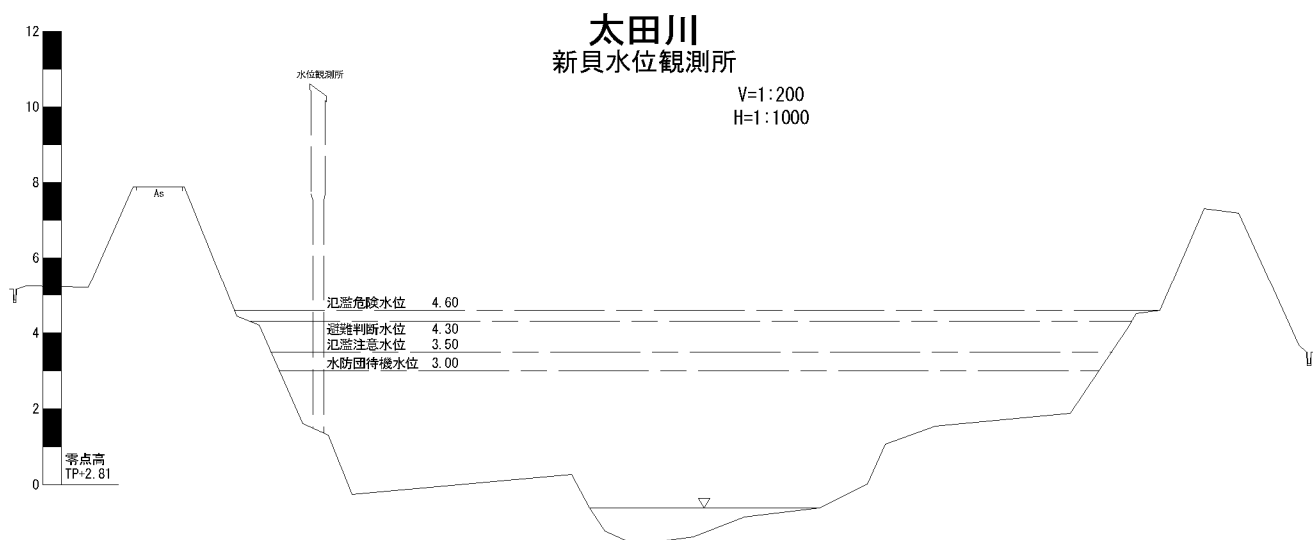 太田川
新貝水位観測所
V=1:200
H=1:1000
水位観測所
12
10
8
6
4
2
0
As
氾濫危険水位 4.60
避難判断水位 4.30
氾濫注意水位 3.50
水防団待機水位 3.00
零点高
TP+2.81